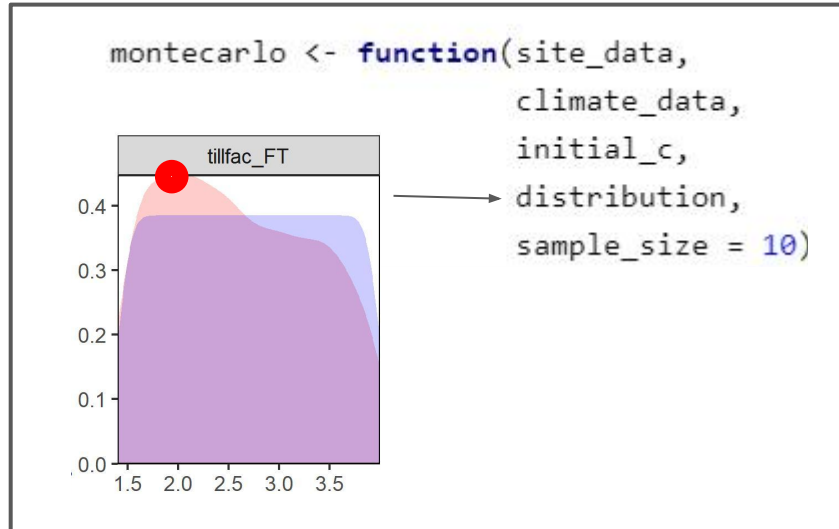 montecarlo <- function(site_data,
climate_data,
initial_c,
distribution,
sample_size = 10)
tillfac_FT
0.4
0.3
0.2
0.1
0.0
1.5 2.0 2.5 3.0 3.5